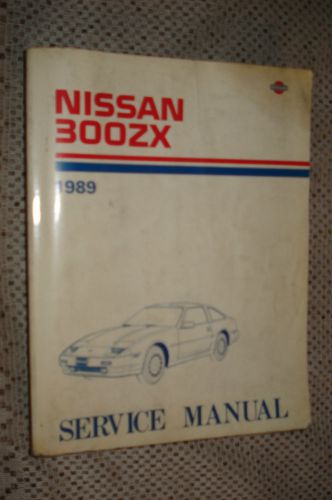 NISSAN
300ZX
1989
SERVICE MANUAL